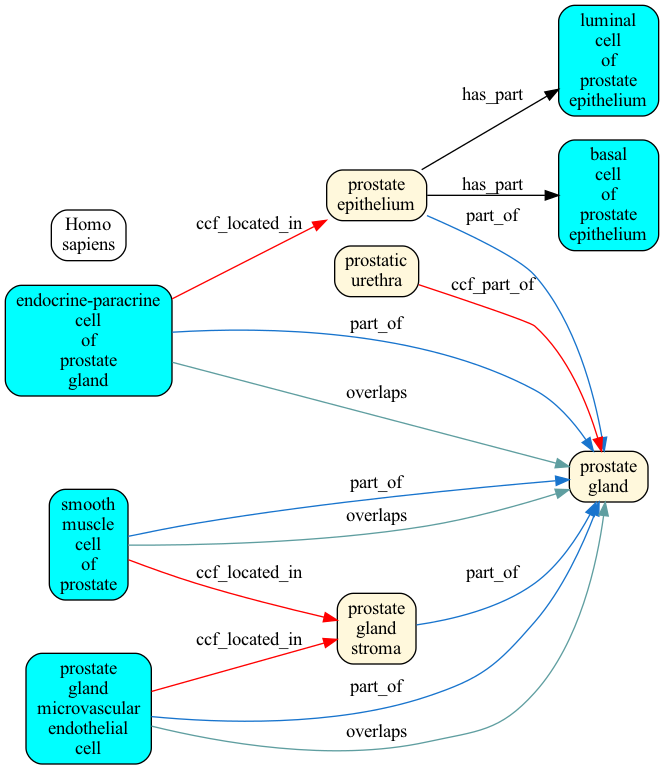 luminal
cell
of
prostate
epithelium
has_part
basal
cell
of
prostate
epithelium
has_part
prostate
epithelium
part_of
Homo
sapiens
ccf_located_in
prostatic
urethra
ccf_part_of
endocrine-paracrine
cell
of
prostate
gland
part_of
overlaps
prostate
gland
smooth
muscle
cell
of
prostate
part_of
overlaps
ccf_located_in
prostate
gland
stroma
part_of
prostate
gland
microvascular
endothelial
cell
ccf_located_in
part_of
overlaps